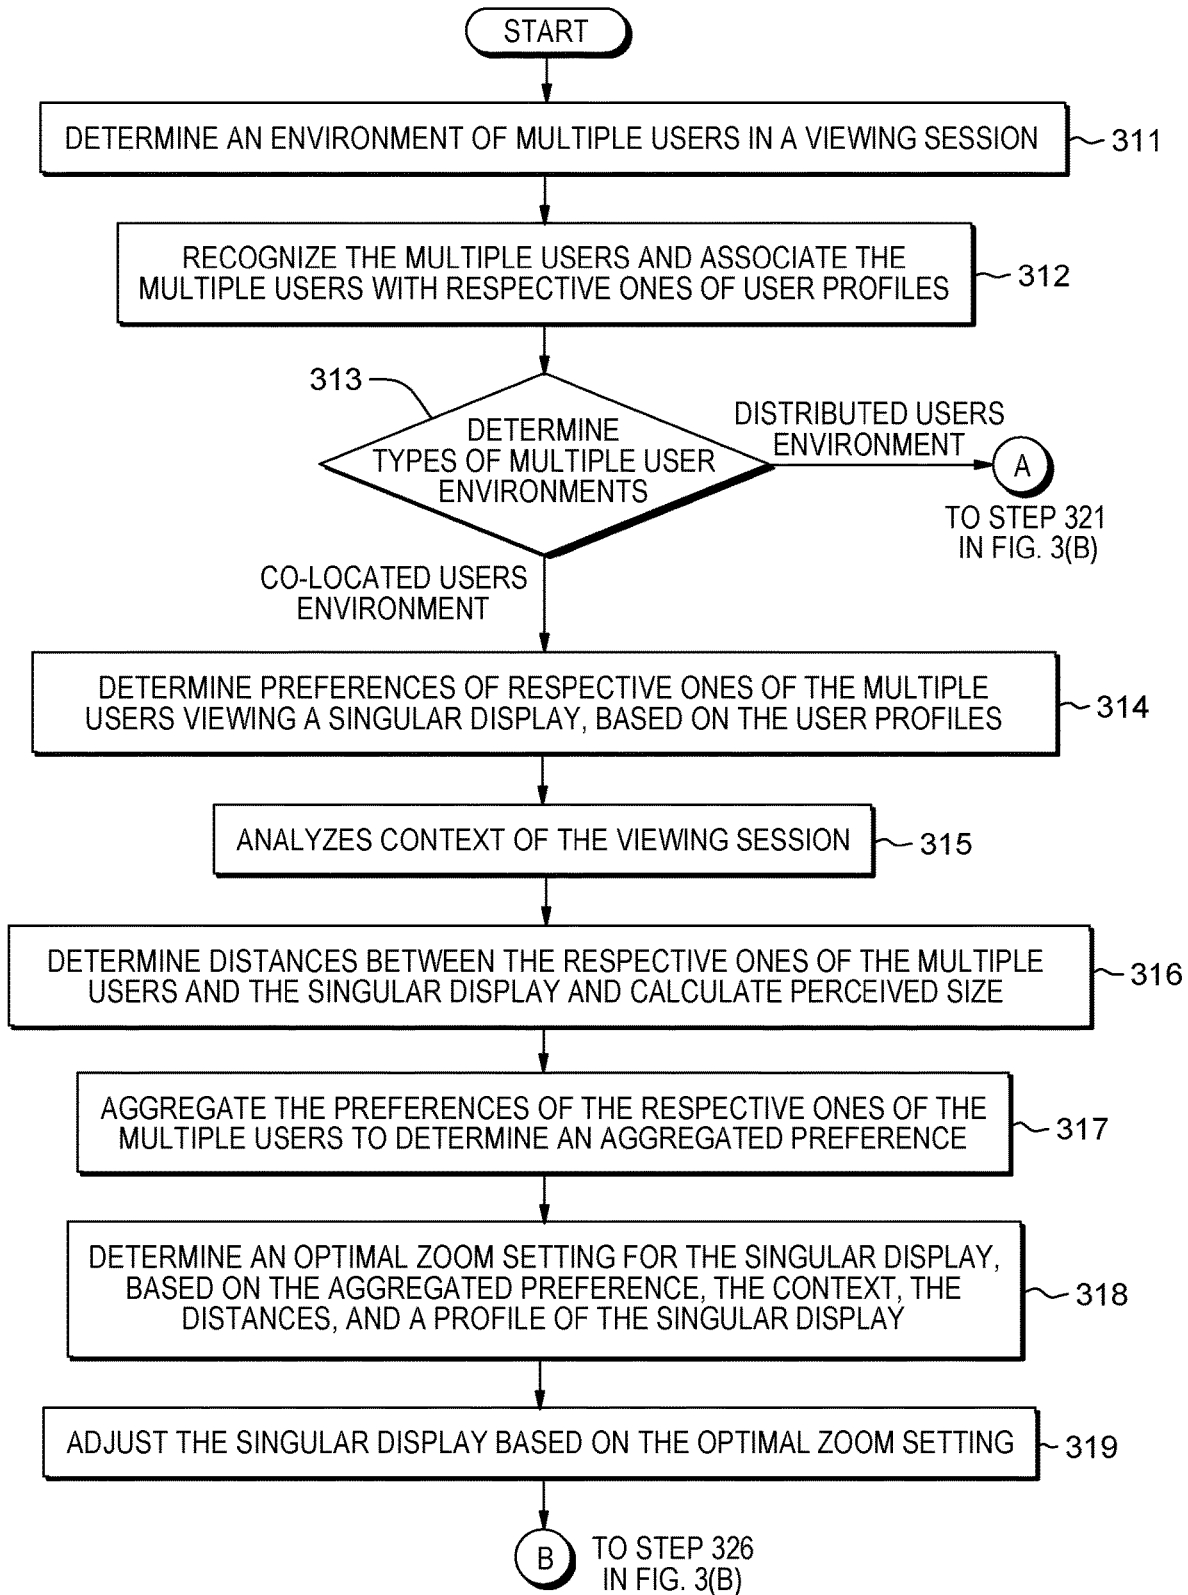 START
DETERMINE AN ENVIRONMENT OF MULTIPLE USERS IN A VIEWING SESSION
311
RECOGNIZE THE MULTIPLE USERS AND ASSOCIATE THE
MULTIPLE USERS WITH RESPECTIVE ONES OF USER PROFILES
312
313
DETERMINE
TYPES OF MULTIPLE USER
ENVIRONMENTS
DISTRIBUTED USERS
ENVIRONMENT
A
TO STEP 321
IN FIG. 3(B)
CO-LOCATED USERS
ENVIRONMENT
DETERMINE PREFERENCES OF RESPECTIVE ONES OF THE MULTIPLE
USERS VIEWING A SINGULAR DISPLAY, BASED ON THE USER PROFILES
314
ANALYZES CONTEXT OF THE VIEWING SESSION
315
DETERMINE DISTANCES BETWEEN THE RESPECTIVE ONES OF THE MULTIPLE
USERS AND THE SINGULAR DISPLAY AND CALCULATE PERCEIVED SIZE
316
AGGREGATE THE PREFERENCES OF THE RESPECTIVE ONES OF THE
MULTIPLE USERS TO DETERMINE AN AGGREGATED PREFERENCE
317
DETERMINE AN OPTIMAL ZOOM SETTING FOR THE SINGULAR DISPLAY,
BASED ON THE AGGREGATED PREFERENCE, THE CONTEXT, THE
DISTANCES, AND A PROFILE OF THE SINGULAR DISPLAY
318
ADJUST THE SINGULAR DISPLAY BASED ON THE OPTIMAL ZOOM SETTING
319
B
TO STEP 326
IN FIG. 3(B)